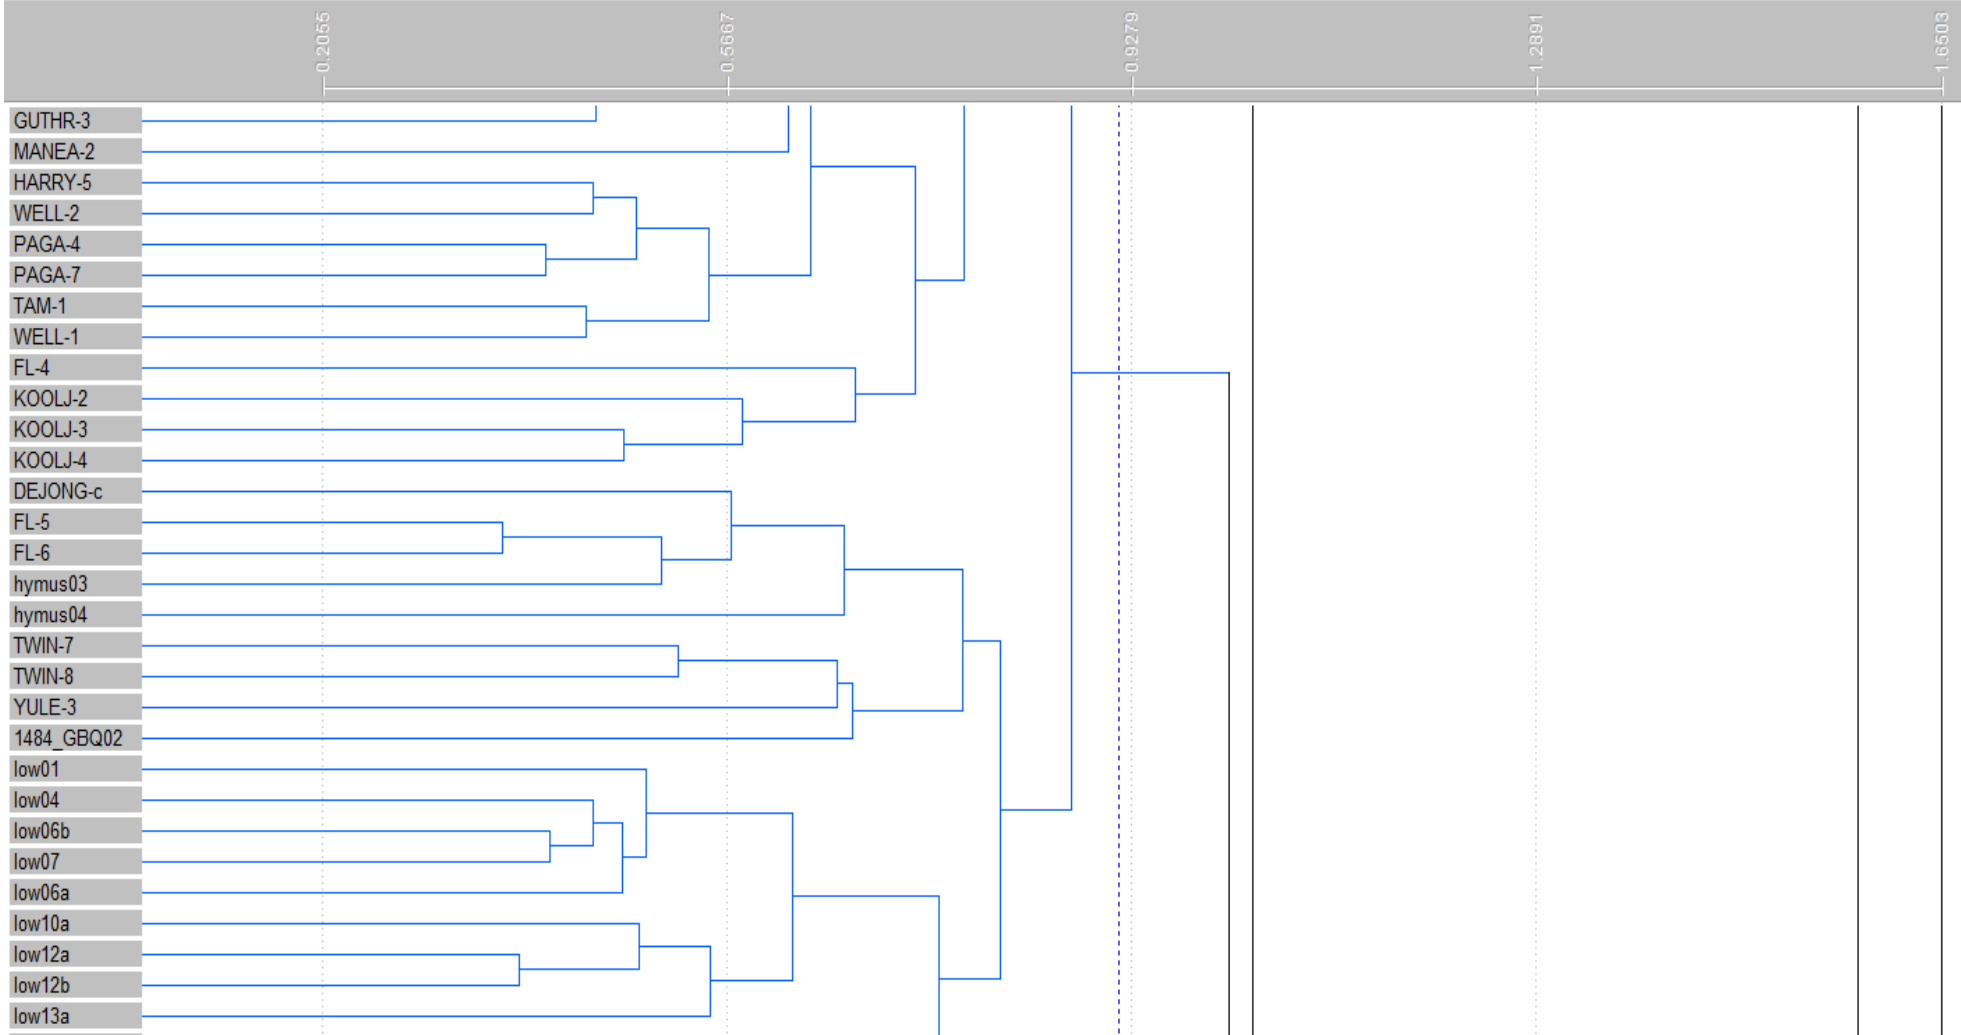 0.2055
0.5667
0.9279
1.2891
1.6503
GUTHR-3
MANEA-2
HARRY-5
WELL-2
PAGA-4
PAGA-7
TAM-1
WELL-1
FL-4
KOOLJ-2
KOOLJ-3
KOOLJ-4
DEJONG-c
FL-5
FL-6
hymus03
hymus04
TWIN-7
TWIN-8
YULE-3
1484_GBQ02
low01
low04
low06b
low07
low06a
low10a
low12a
low12b
low13a